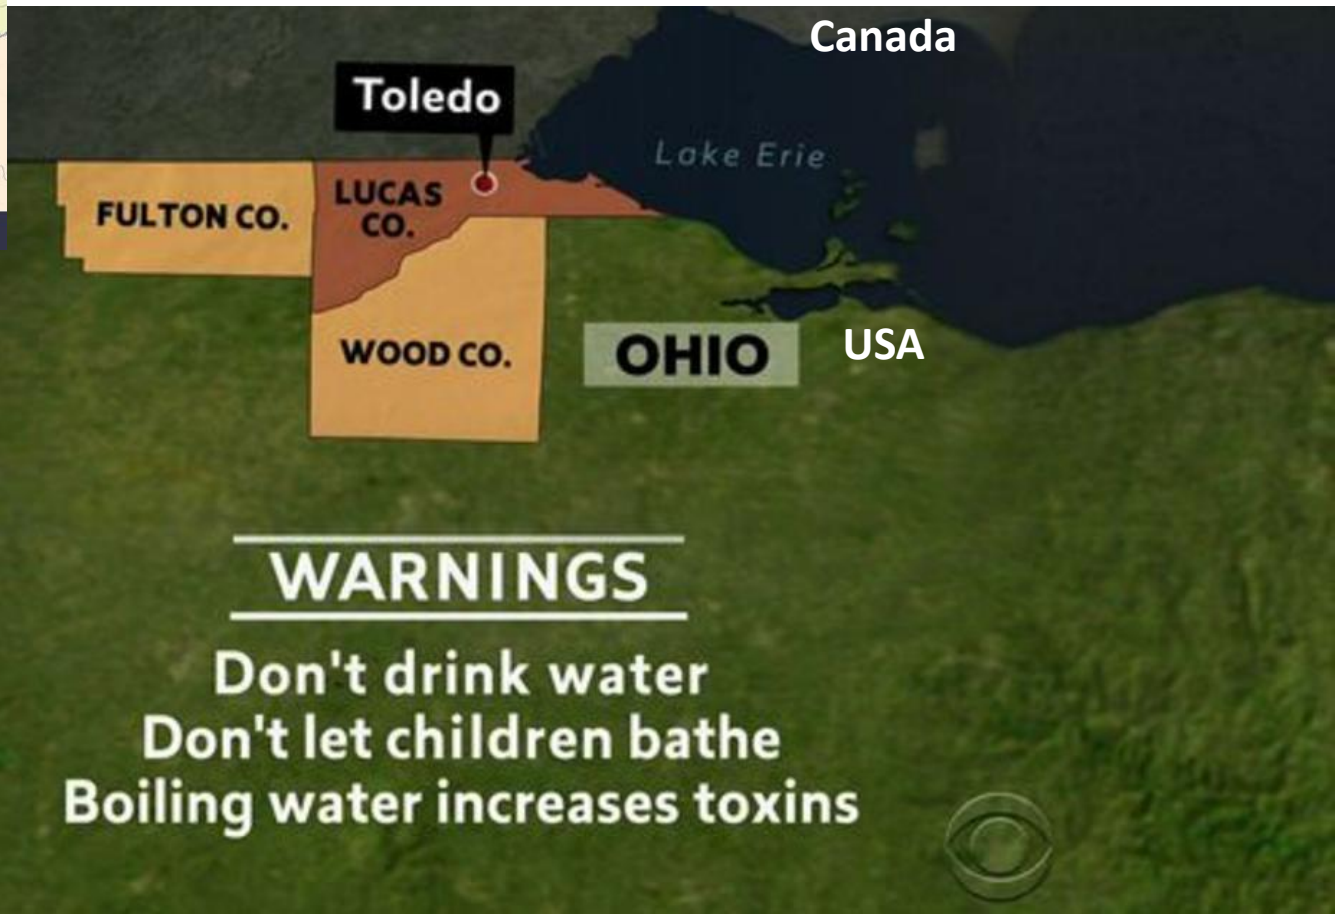 Canada
Toledo
Lake Erie
FULTON CO.
LUCAS
CO.
WOOD CO.
OHIO
USA
WARNINGS
Don't drink water
Don't let children bathe
Boiling water increases toxins